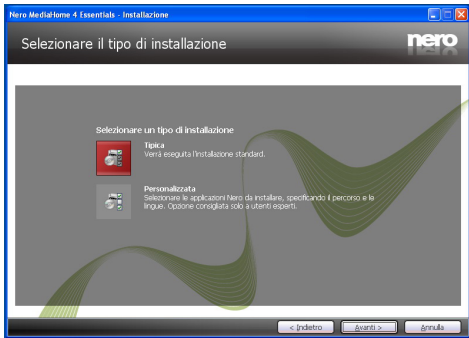 Nero MediaHome 4 Essentials - Installazione
Selezionare il tipo di installazione
nero
Selezionare un tipo di installazione
Tipica
Verrà eseguita l'installazione standard.
Personalizzata
Selezionare le applicazioni Nero da installare, specificando il percorso e le
lingue. Opzione consigliata solo a utenti esperti.
< Indietro
Avanti >
Annulla